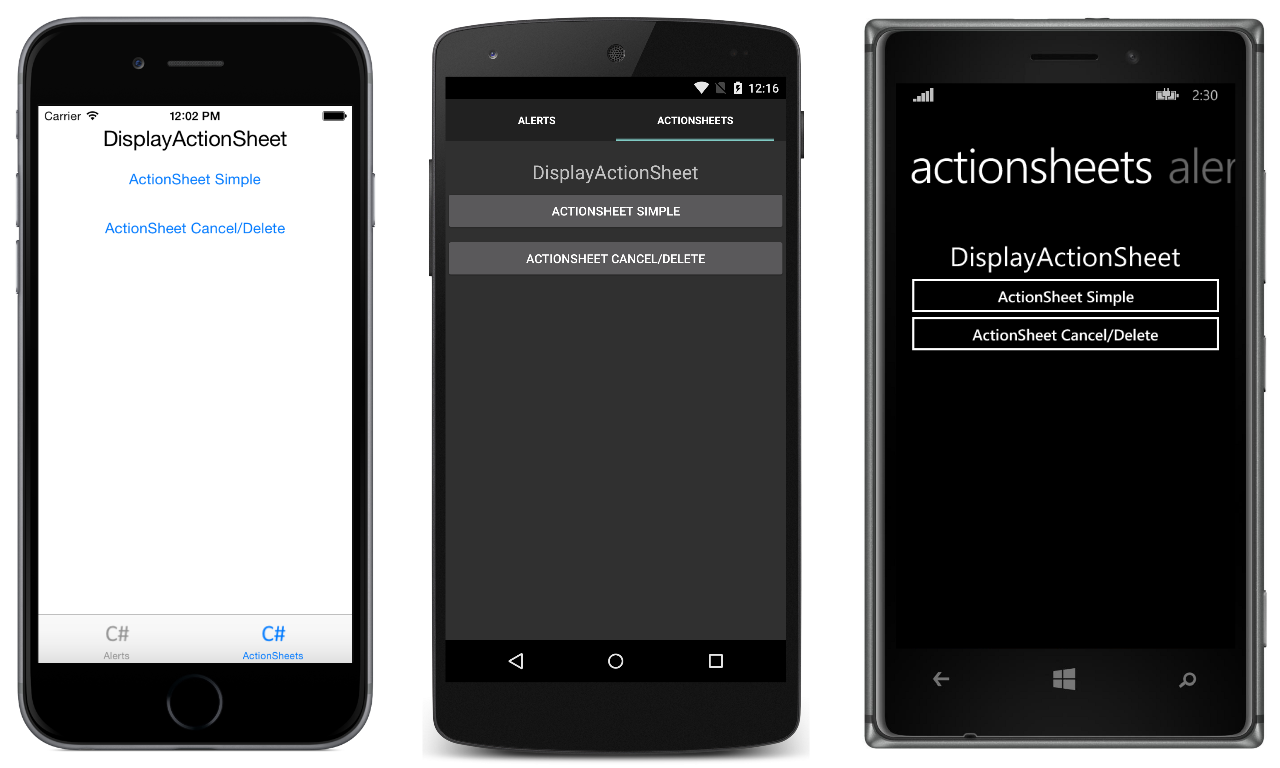 Carrier 12:02 PM
DisplayActionSheet
ActionSheet Simple
ActionSheet Cancel/Delete
C# C#
Alerts ActionSheets
12:16
ALERTS ACTIONSHEETS
DisplayActionSheet
ACTIONSHEET SIMPLE
ACTIONSHEET CANCEL/DELETE
2:30
actionsheets aler
DisplayActionSheet
ActionSheet Simple
ActionSheet Cancel/Delete